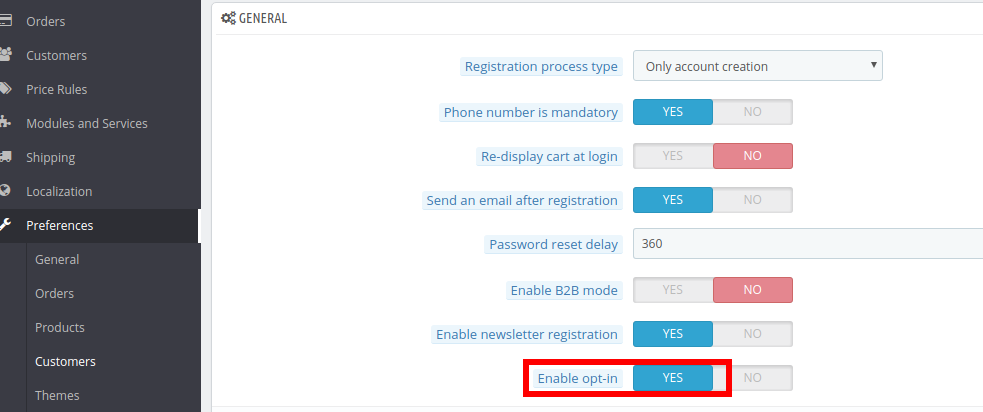 Orders
Customers
Price Rules
Modules and Services
Shipping
Localization
Preferences
General
Orders
Products
Customers
Themes
GENERAL
Registration process type Only account creation
Phone number is mandatory YES NO
Re-display cart at login YES NO
Send an email after registration YES NO
Password reset delay 360
Enable B2B mode YES NO
Enable newsletter registration YES NO
Enable opt-in YES NO